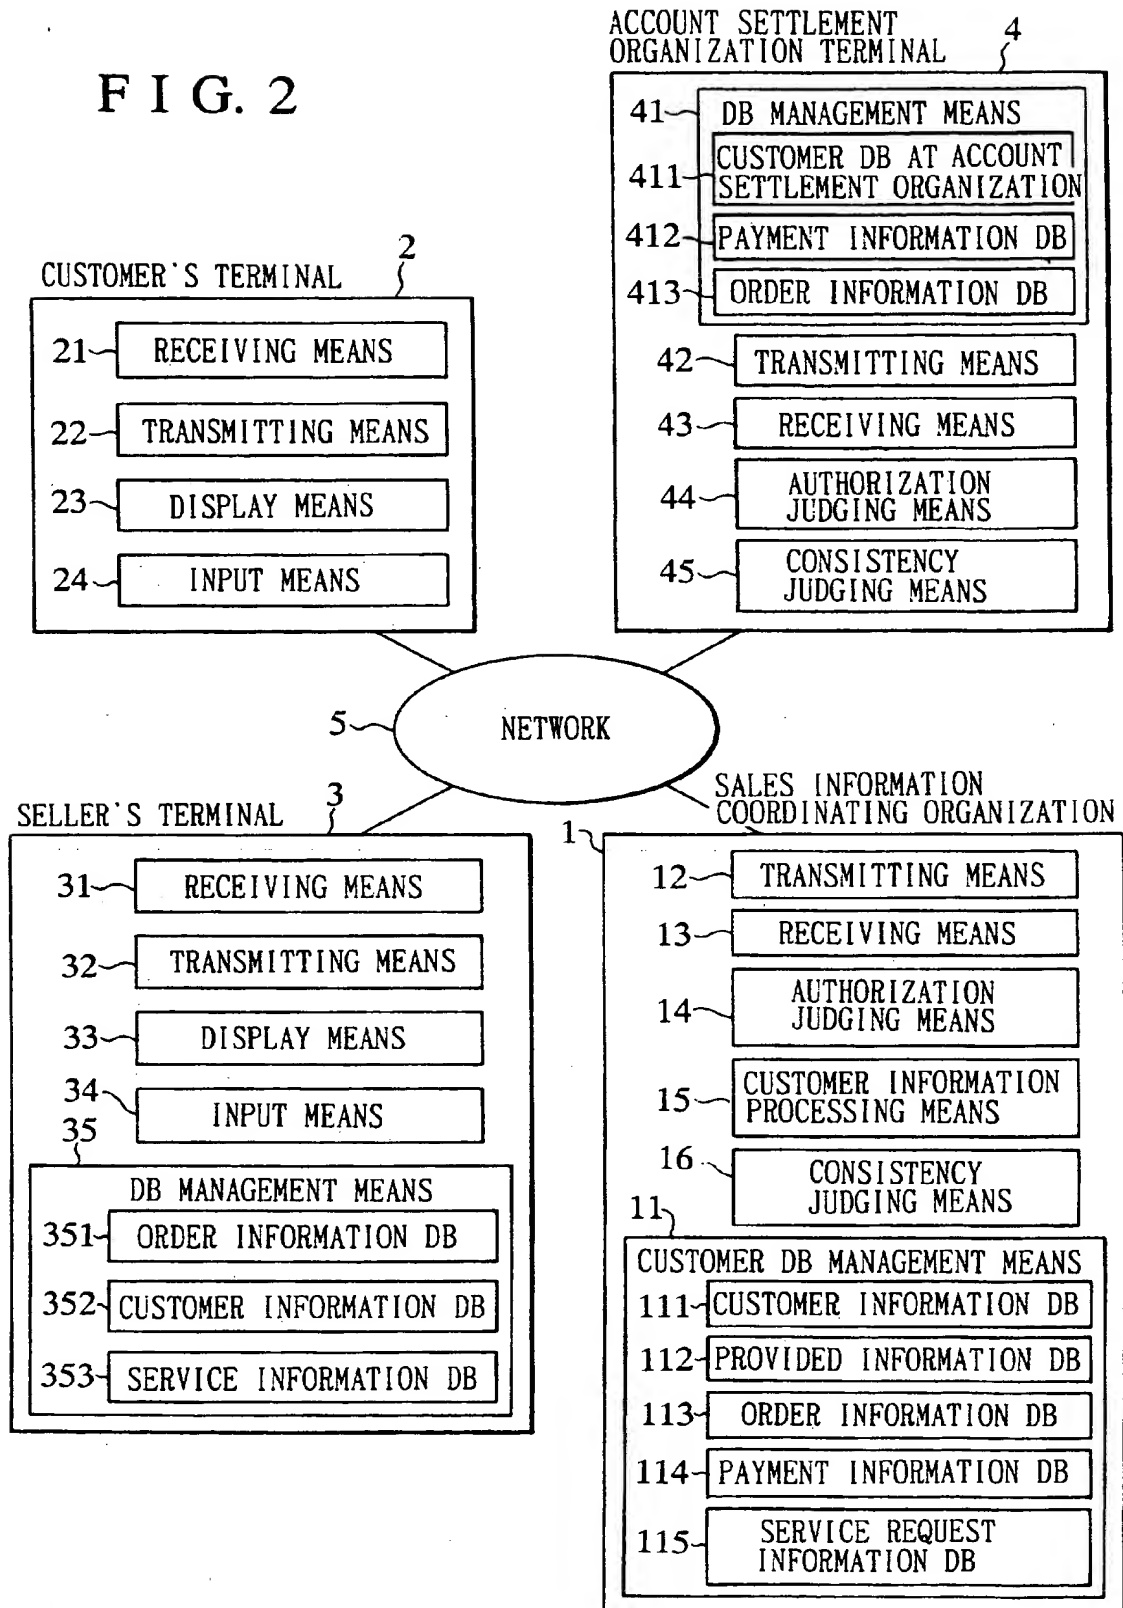 FIG. 2
ACCOUNT SETTLEMENT
ORGANIZATION TERMINAL
4
41
DB MANAGEMENT MEANS
411
CUSTOMER DB AT ACCOUNT
SETTLEMENT ORGANIZATION
412
PAYMENT INFORMATION DB
413
ORDER INFORMATION DB
42
TRANSMITTING MEANS
43
RECEIVING MEANS
44
AUTHORIZATION
JUDGING MEANS
45
CONSISTENCY
JUDGING MEANS
CUSTOMER'S TERMINAL
2
21
RECEIVING MEANS
22
TRANSMITTING MEANS
23
DISPLAY MEANS
24
INPUT MEANS
5
NETWORK
SELLER'S TERMINAL
3
31
RECEIVING MEANS
32
TRANSMITTING MEANS
33
DISPLAY MEANS
34
INPUT MEANS
35
DB MANAGEMENT MEANS
351
ORDER INFORMATION DB
352
CUSTOMER INFORMATION DB
353
SERVICE INFORMATION DB
SALES INFORMATION
COORDINATING ORGANIZATION
1
12
TRANSMITTING MEANS
13
RECEIVING MEANS
14
AUTHORIZATION
JUDGING MEANS
15
CUSTOMER INFORMATION
PROCESSING MEANS
16
CONSISTENCY
JUDGING MEANS
11
CUSTOMER DB MANAGEMENT MEANS
111
CUSTOMER INFORMATION DB
112
PROVIDED INFORMATION DB
113
ORDER INFORMATION DB
114
PAYMENT INFORMATION DB
115
SERVICE REQUEST
INFORMATION DB